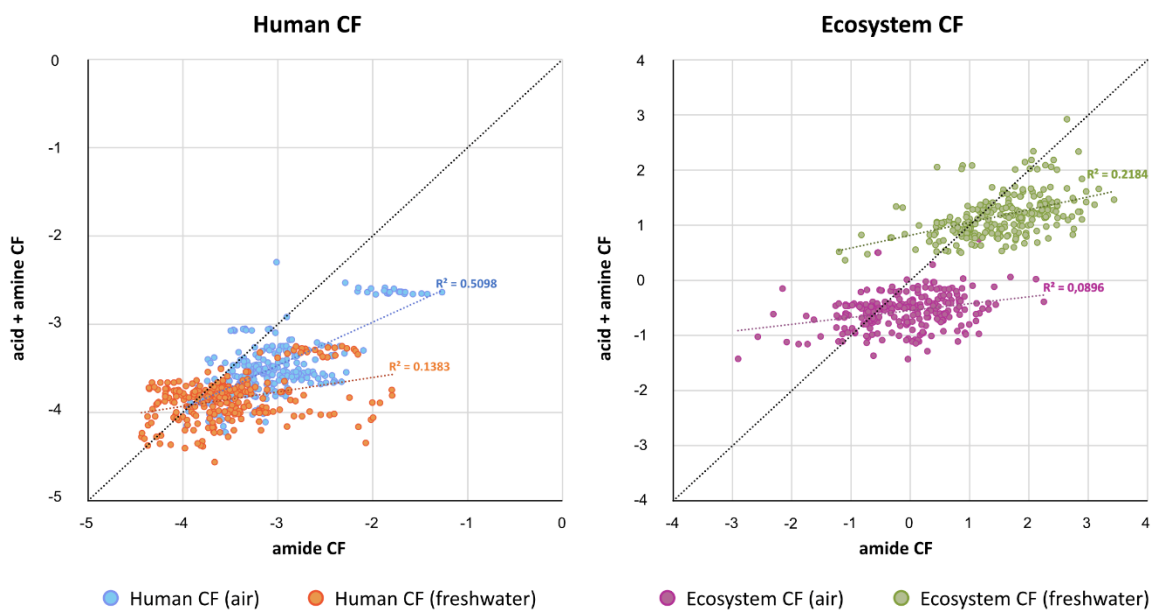 Human CF
Ecosystem CF
0
-1
-2
-3
-4
-5
acid + amine CF
R² = 0.5098
R² = 0.1383
-5
-4
-3
-2
-1
0
amide CF
4
3
2
1
0
-1
-2
-3
-4
acid + amine CF
R² = 0.2184
R² = 0,0896
-4
-3
-2
-1
0
1
2
3
4
amide CF
Human CF (air)
Human CF (freshwater)
Ecosystem CF (air)
Ecosystem CF (freshwater)